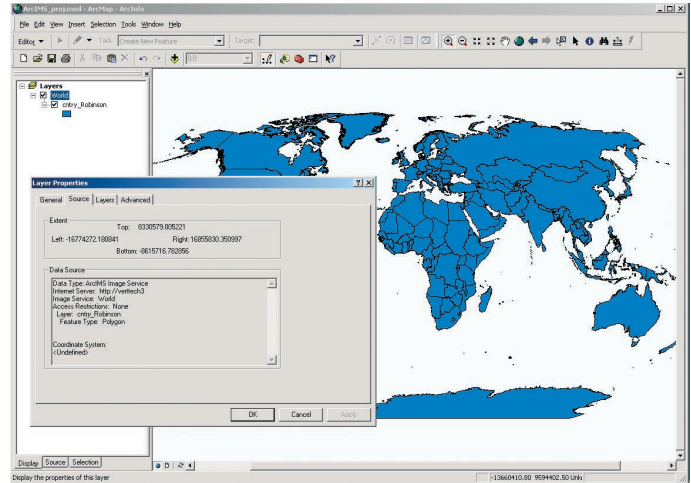 ArcIMS_proj.mxd - ArcMap - ArcInfo
File Edit View Insert Selection Tools Window Help
Editor Task: Create New Feature Target:
Layers
World
cntry_Robinson
Layer Properties
General Source Layers Advanced
Extent
Top: 8330579.005221
Left: -16774272.180841 Right: 16855830.350997
Bottom: -8615716.782856
Data Source
Data Type: ArcIMS Image Service
Internet Server: http://verttech3
Image Service: World
Access Restrictions: None
Layer: cntry_Robinson
Feature Type: Polygon
Coordinate System:
<Undefined>
OK Cancel Apply
Display Source Selection
Display the properties of this layer
-13660410.80 9594402.50 Unk